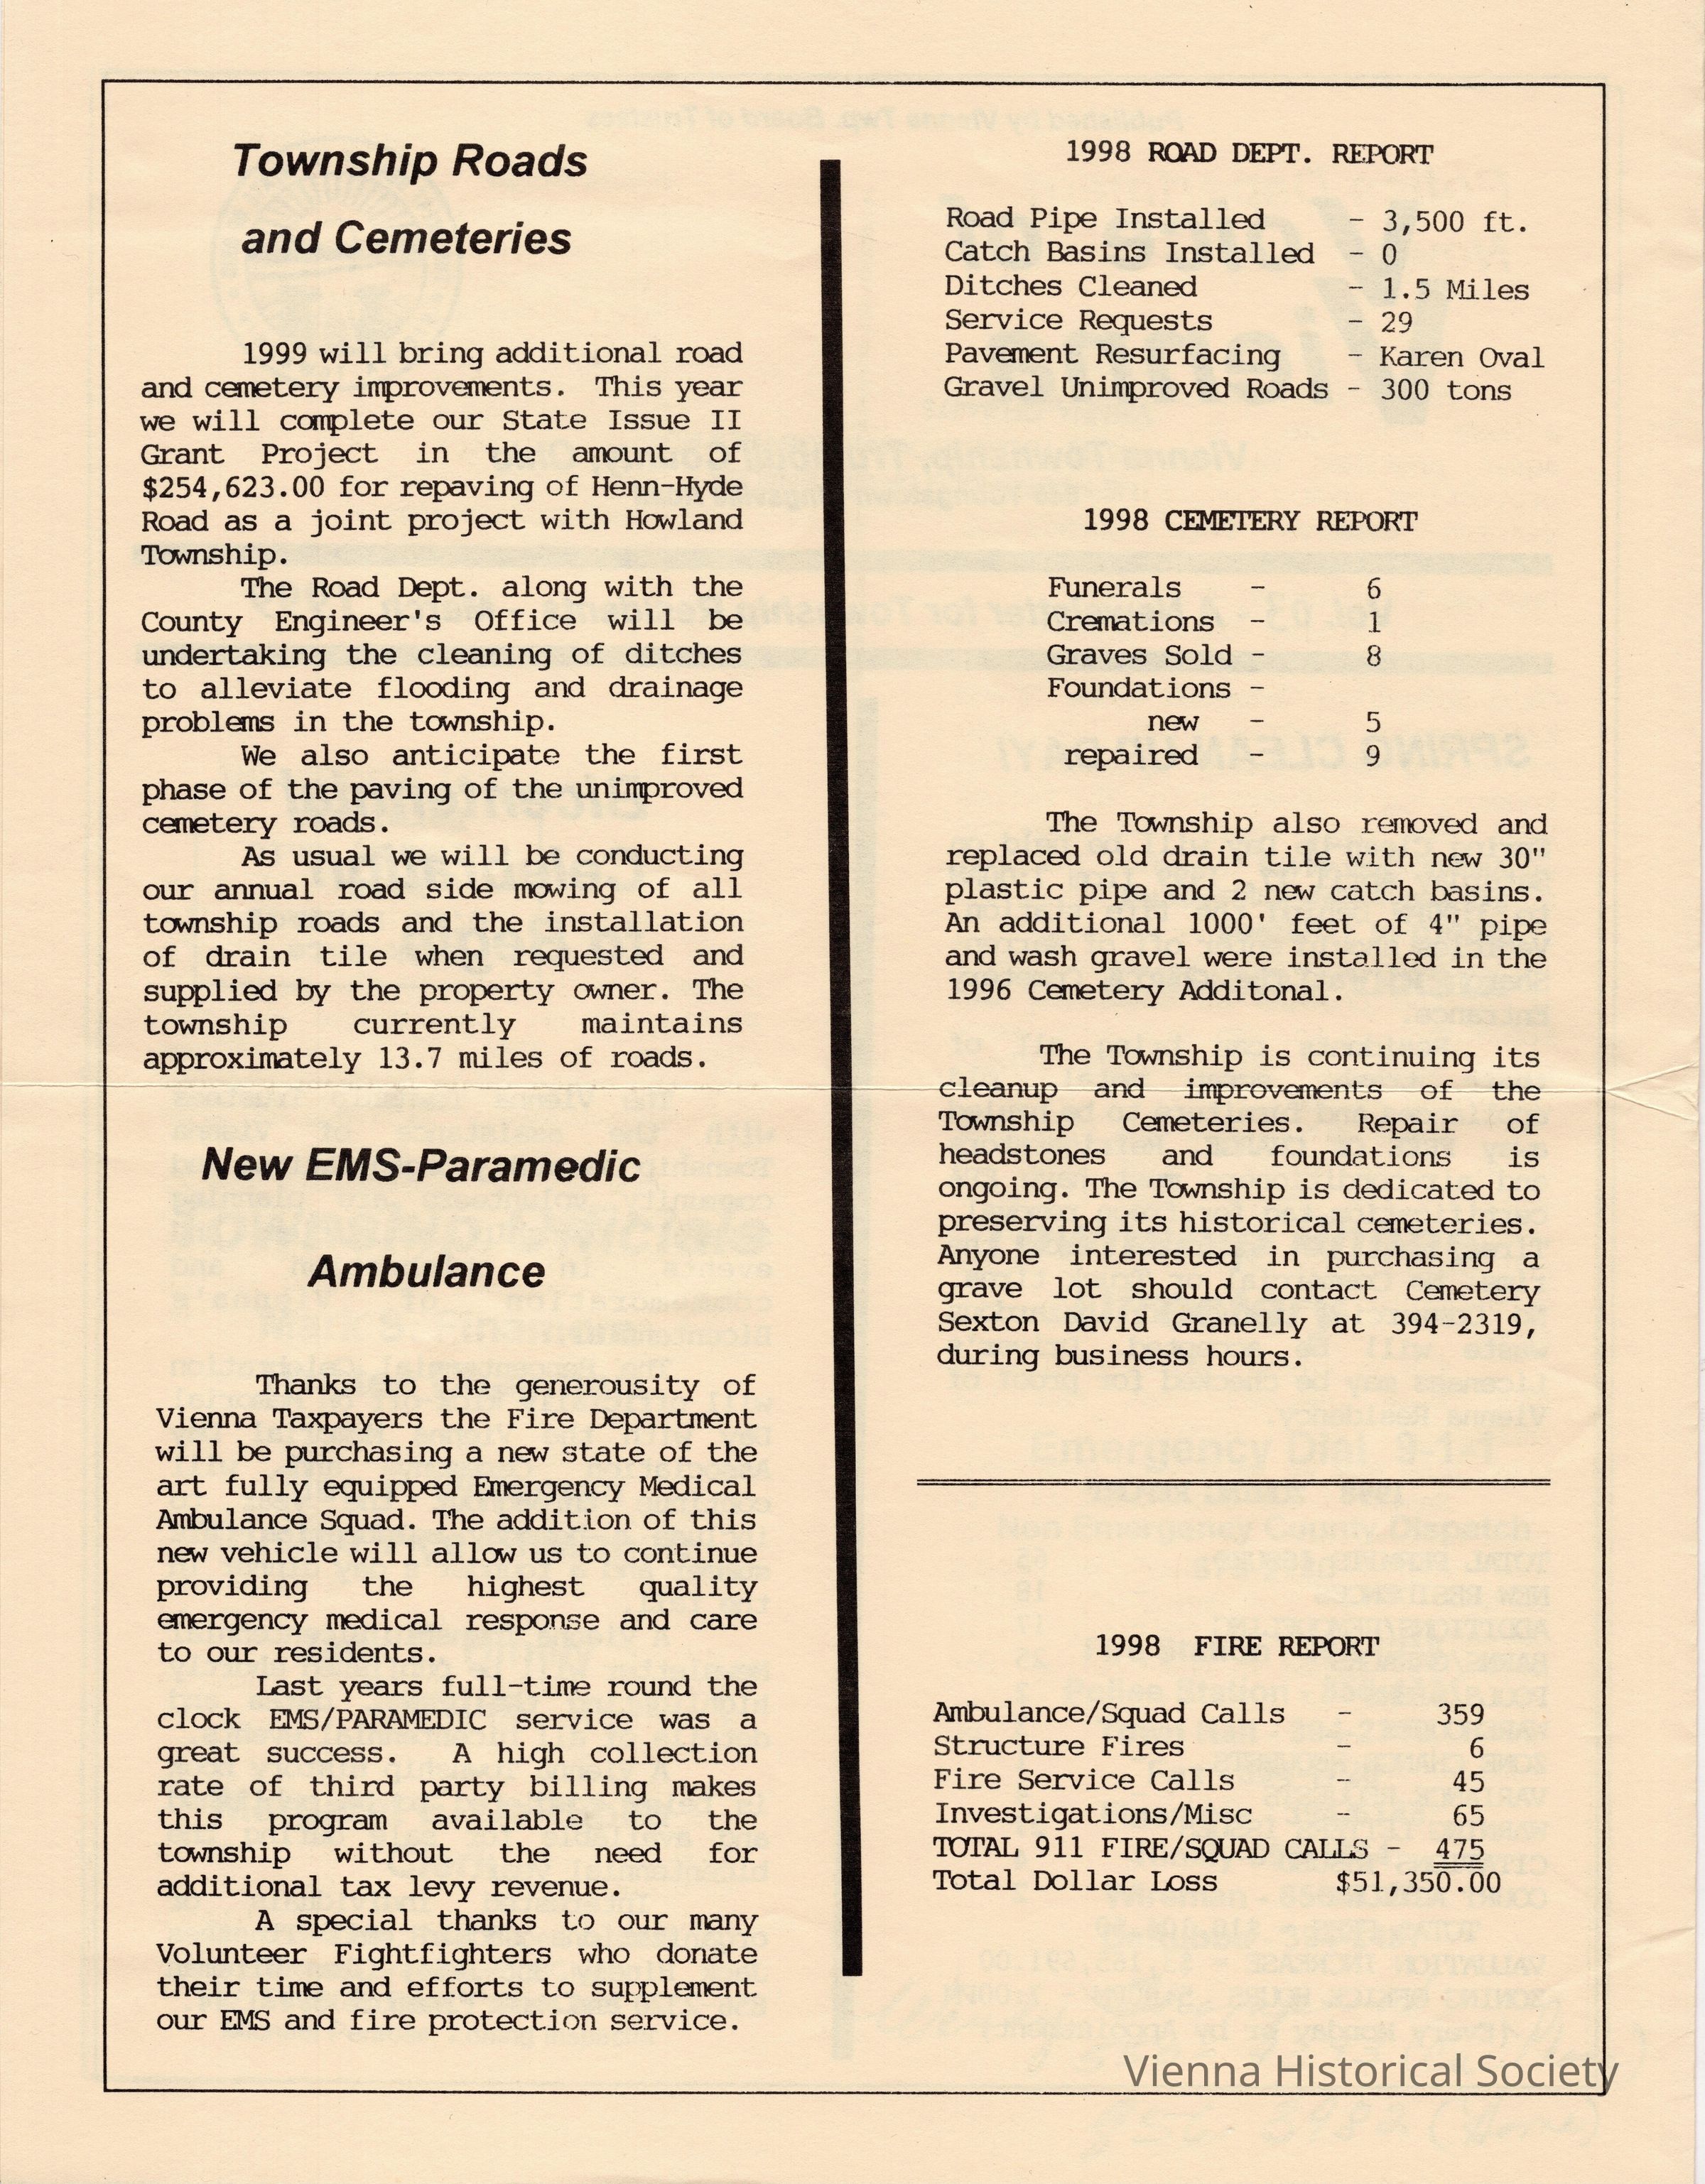 Township Roads
and Cemeteries
1999 will bring additional road
and cemetery improvements. This year
we will complete our State Issue II
Grant Project in the amount of
$254,623.00 for repaving of Henn-Hyde
Road as a joint project with Howland
Township.
The Road Dept. along with the
County Engineer's Office will be
undertaking the cleaning of ditches
to alleviate flooding and drainage
problems in the township.
We also anticipate the first
phase of the paving of the unimproved
cemetery roads.
As usual we will be conducting
our annual road side mowing of all
township roads and the installation
of drain tile when requested and
supplied by the property owner. The
township currently maintains
approximately 13.7 miles of roads.
New EMS-Paramedic
Ambulance
Thanks to the generousity of
Vienna Taxpayers the Fire Department
will be purchasing a new state of the
art fully equipped Emergency Medical
Ambulance Squad. The addition of this
new vehicle will allow us to continue
providing the highest quality
emergency medical response and care
to our residents.
Last years full-time round the
clock EMS/PARAMEDIC service was a
great success. A high collection
rate of third party billing makes
this program available to the
township without the need for
additional tax levy revenue.
A special thanks to our many
Volunteer Fightfighters who donate
their time and efforts to supplement
our EMS and fire protection service.
1998 ROAD DEPT. REPORT
Road Pipe Installed - 3,500 ft.
Catch Basins Installed - 0
Ditches Cleaned - 1.5 Miles
Service Requests - 29
Pavement Resurfacing - Karen Oval
Gravel Unimproved Roads - 300 tons
1998 CEMETERY REPORT
Funerals - 6
Cremations - 1
Graves Sold - 8
Foundations -
new - 5
repaired - 9
The Township also removed and
replaced old drain tile with new 30"
plastic pipe and 2 new catch basins.
An additional 1000' feet of 4" pipe
and wash gravel were installed in the
1996 Cemetery Additonal.
The Township is continuing its
cleanup and improvements of the
Township Cemeteries. Repair of
headstones and foundations is
ongoing. The Township is dedicated to
preserving its historical cemeteries.
Anyone interested in purchasing a
grave lot should contact Cemetery
Sexton David Granelly at 394-2319,
during business hours.
1998 FIRE REPORT
Ambulance/Squad Calls - 359
Structure Fires - 6
Fire Service Calls - 45
Investigations/Misc - 65
TOTAL 911 FIRE/SQUAD CALLS - 475
Total Dollar Loss $51,350.00
Vienna Historical Society